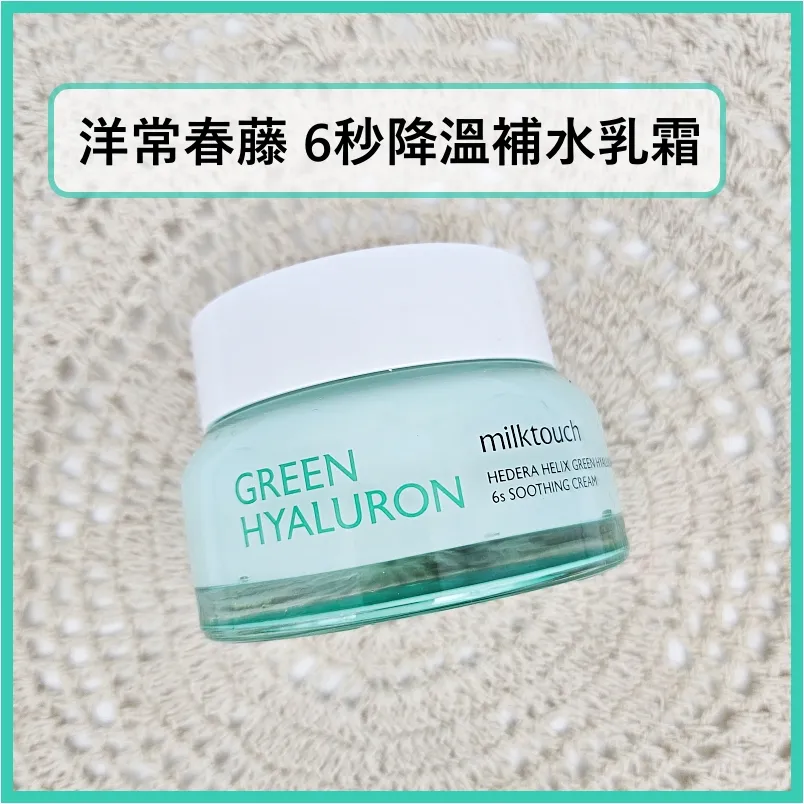 洋常春藤 6秒降溫補水乳霜
GREEN
HYALURON
milktouch
HEDERA HELIX GREEN
6s SOOTHING CREAM